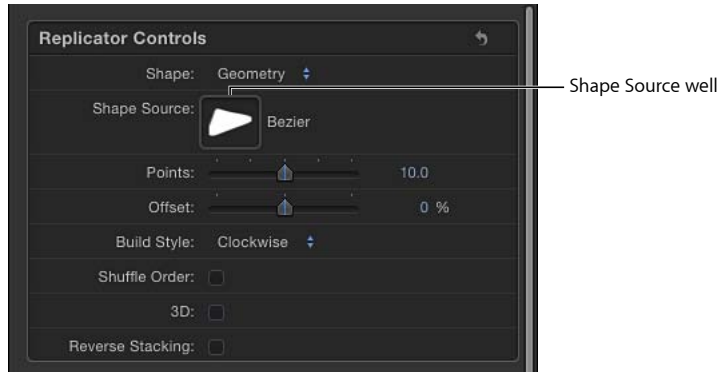 Replicator Controls
Shape: Geometry
Shape Source: Bezier
Shape Source well
Points: 10.0
Offset: 0 %
Build Style: Clockwise
Shuffle Order:
3D:
Reverse Stacking: